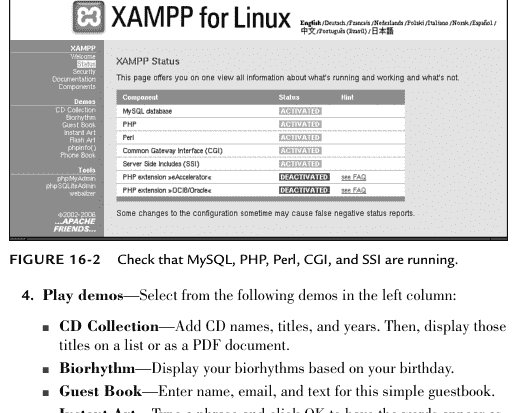 XAMPP for Linux
English /Deutsch /Francais /Nederlands /Polski /Italiano /Norsk /Español /
中文 /Português (Brasil) /日本語
XAMPP
Welcome
Status
Security
Documentation
Components
Demos
CD Collection
Biorhythm
Guest Book
Instant Art
Flash Art
phpinfo()
Phone Book
Tools
phpMyAdmin
phpSQLiteAdmin
webalizer
©2002-2006
...APACHE
FRIENDS...
XAMPP Status
This page offers you on one view all information about what's running and working and what's not.
Component Status Hint
MySQL database ACTIVATED
PHP ACTIVATED
Perl ACTIVATED
Common Gateway Interface (CGI) ACTIVATED
Server Side Includes (SSI) ACTIVATED
PHP extension »eAccelerator« DEACTIVATED see FAQ
PHP extension »OCI8/Oracle« DEACTIVATED see FAQ
Some changes to the configuration sometime may cause false negative status reports.
FIGURE 16-2 Check that MySQL, PHP, Perl, CGI, and SSI are running.
4. Play demos—Select from the following demos in the left column:
■ CD Collection—Add CD names, titles, and years. Then, display those
titles on a list or as a PDF document.
■ Biorhythm—Display your biorhythms based on your birthday.
■ Guest Book—Enter name, email, and text for this simple guestbook.